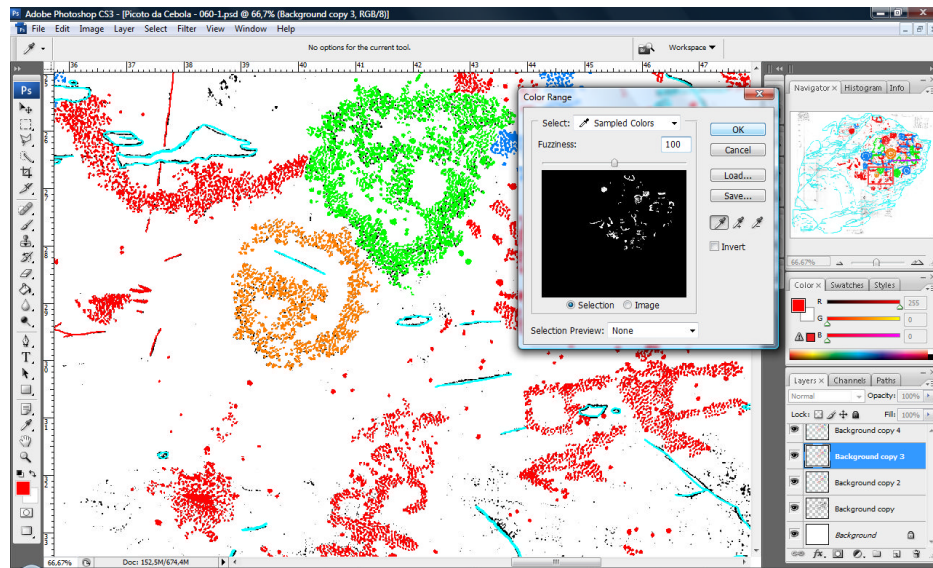 Adobe Photoshop CS3 - [Picoto da Cebola - 060-1.psd @ 66,7% (Background copy 3, RGB/8)]
File Edit Image Layer Select Filter View Window Help
No options for the current tool.
Workspace
36 37 38 39 40 41 42 43 44 45 46 47
Ps
Color Range
Select: Sampled Colors
Fuzziness: 100
OK
Cancel
Load...
Save...
Invert
Selection Image
Selection Preview: None
Navigator × Histogram Info
66.67%
Color × Swatches Styles
R 255
G 0
B 0
Layers × Channels Paths
Normal Opacity: 100%
Lock: Fill: 100%
Background copy 4
Background copy 3
Background copy 2
Background copy
Background
66,67% Doc: 152.5M/674,4M